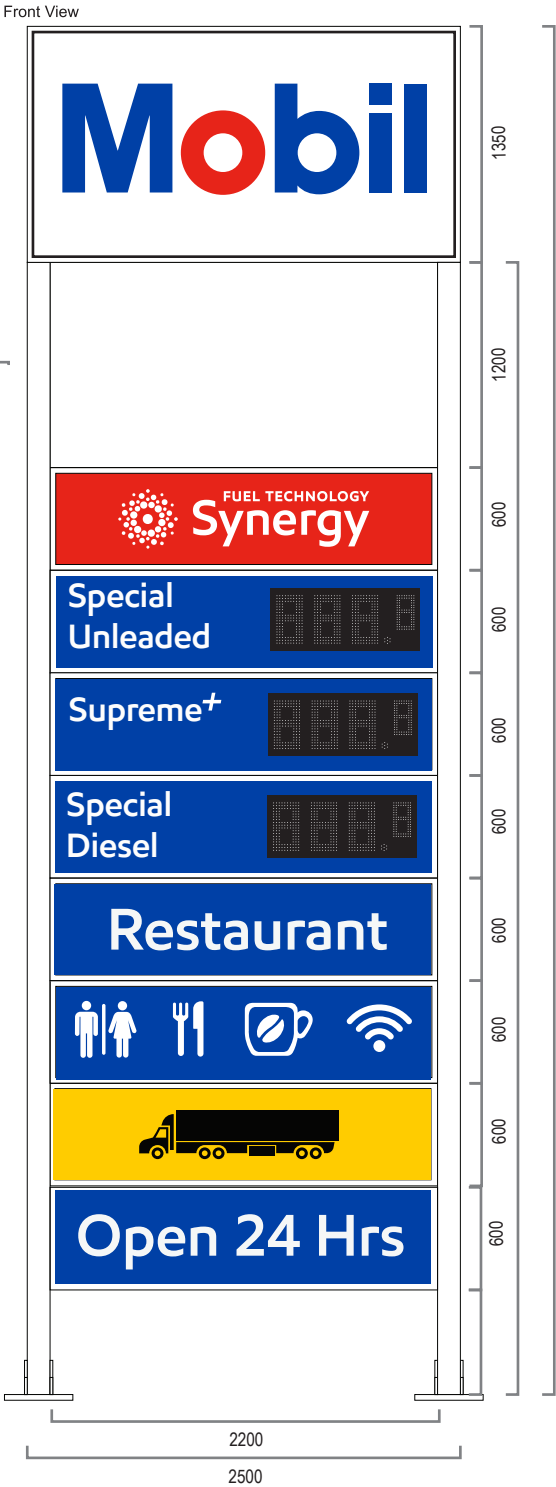 Front View
Mobil
1350
1200
FUEL TECHNOLOGY
Synergy
600
Special
Unleaded
600
Supreme+
600
Special
Diesel
600
Restaurant
600
600
600
Open 24 Hrs
600
2200
2500